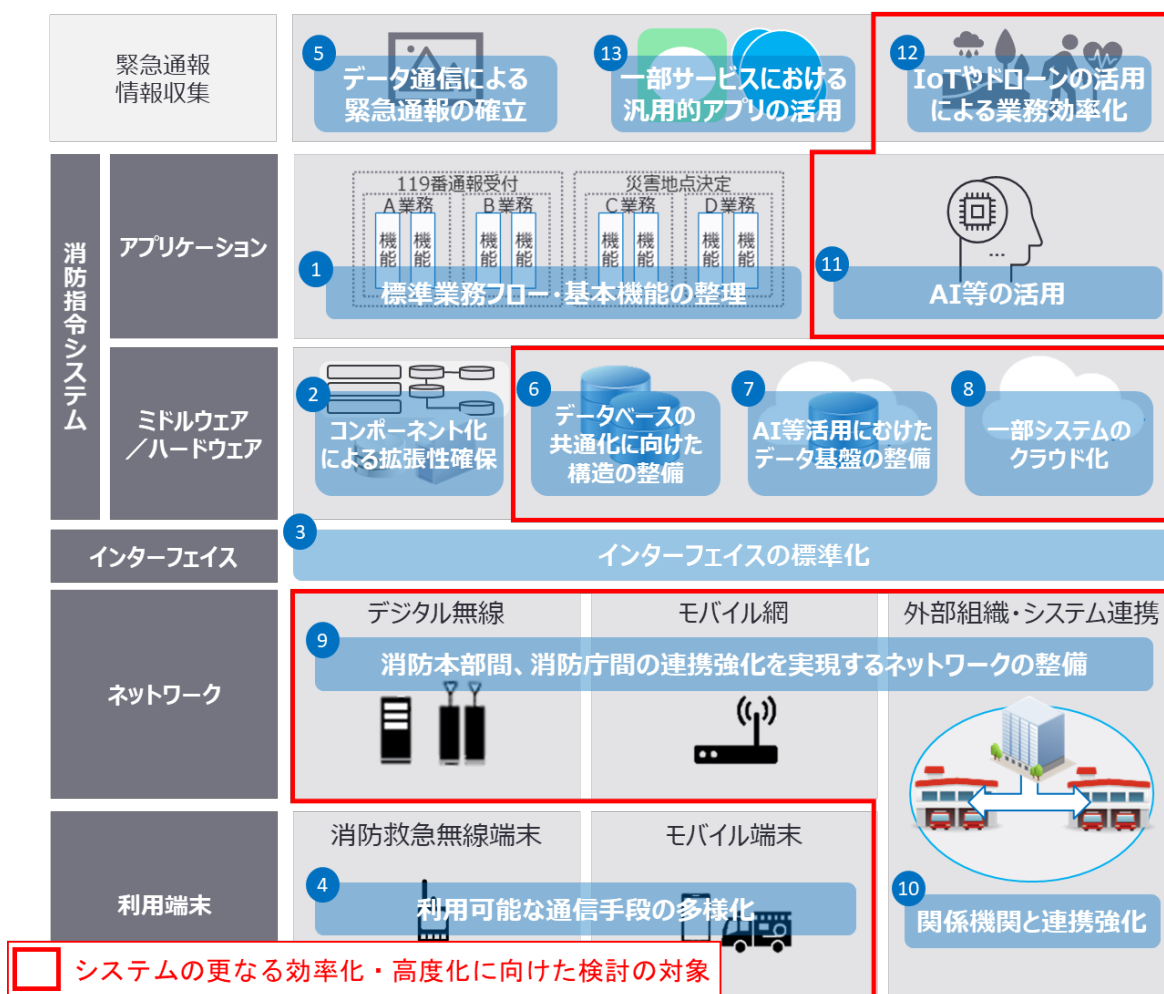 緊急通報
情報収集
5
データ通信による
緊急通報の確立
13
一部サービスにおける
汎用的アプリの活用
12
IoTやドローンの活用
による業務効率化
消防指令システム
アプリケーション
119番通報受付
A業務
B業務
機能
機能
機能
機能
災害地点決定
C業務
D業務
機能
機能
機能
機能
1
標準業務フロー・基本機能の整理
...
11
AI等の活用
ミドルウェア
／ハードウェア
2
コンポーネント化
による拡張性確保
6
データベースの
共通化に向けた
構造の整備
7
AI等活用にむけた
データ基盤の整備
8
一部システムの
クラウド化
インターフェイス
3
インターフェイスの標準化
ネットワーク
デジタル無線
モバイル網
外部組織・システム連携
9
消防本部間、消防庁間の連携強化を実現するネットワークの整備
利用端末
消防救急無線端末
モバイル端末
4
利用可能な通信手段の多様化
10
関係機関と連携強化
システムの更なる効率化・高度化に向けた検討の対象